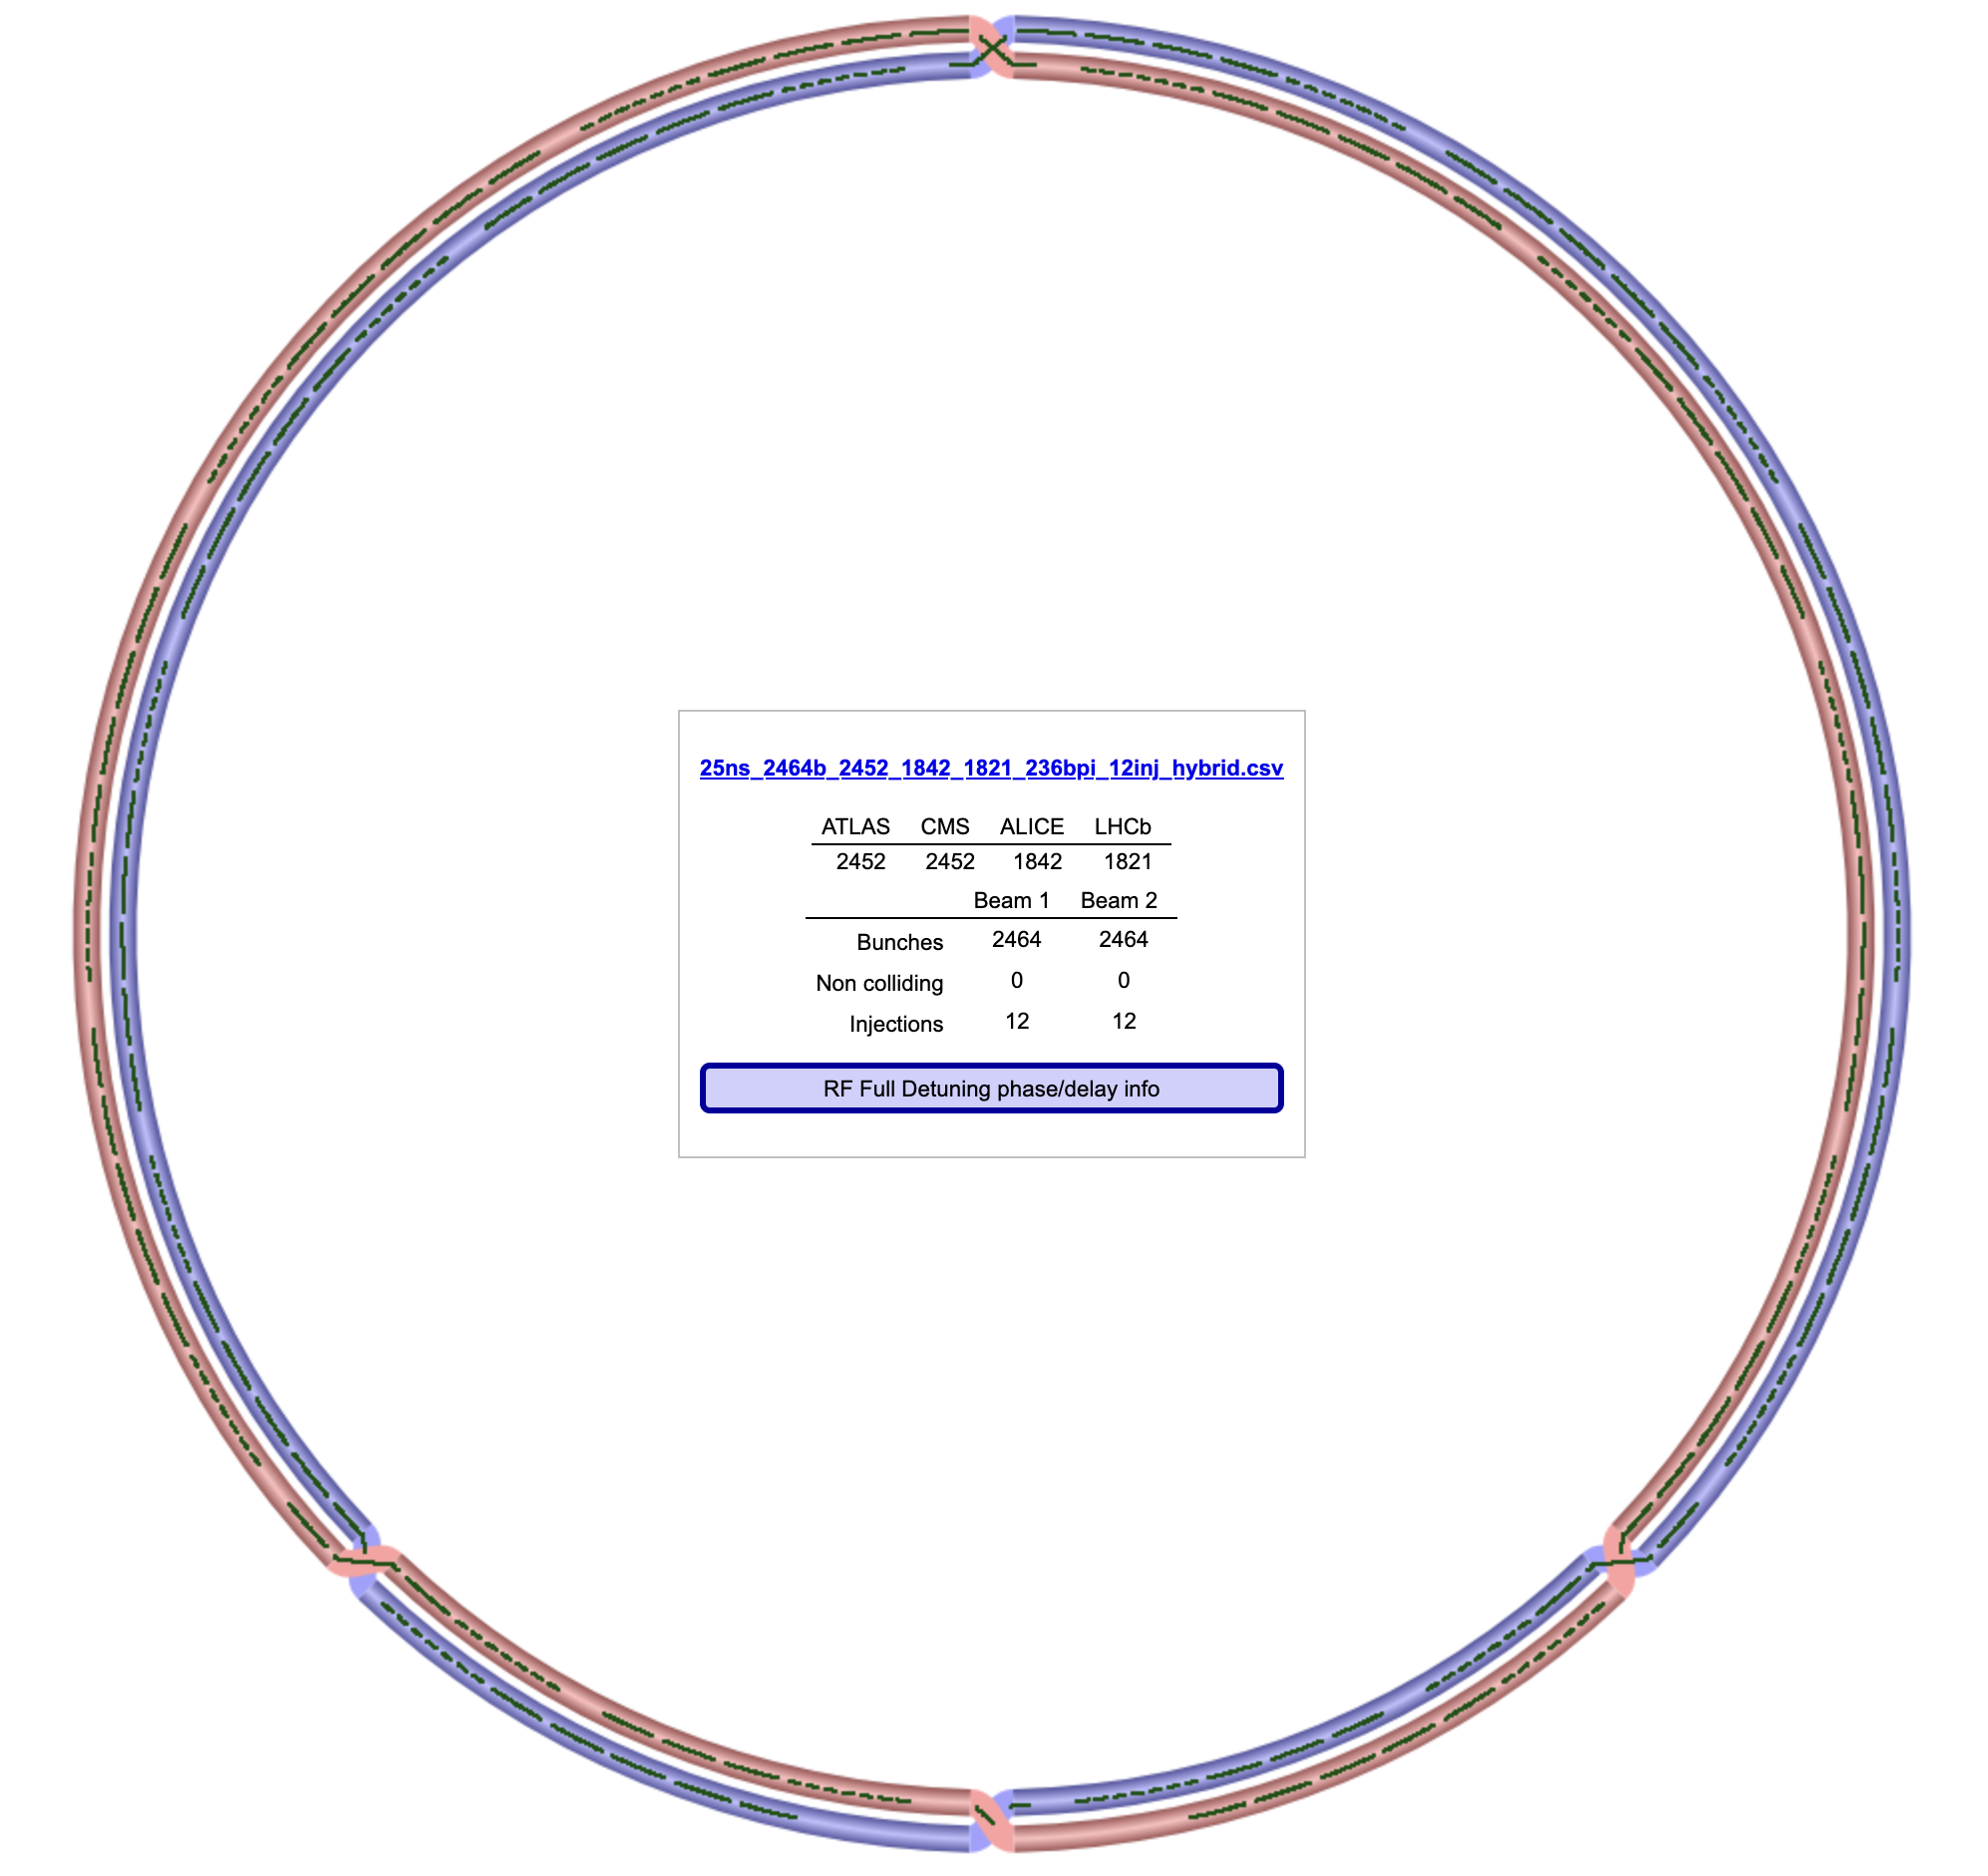 25ns_2464b_2452_1842_1821_236bpi_12inj_hybrid.csv
ATLAS CMS ALICE LHCb
2452 2452 1842 1821
Beam 1 Beam 2
Bunches 2464 2464
Non colliding 0 0
Injections 12 12
RF Full Detuning phase/delay info